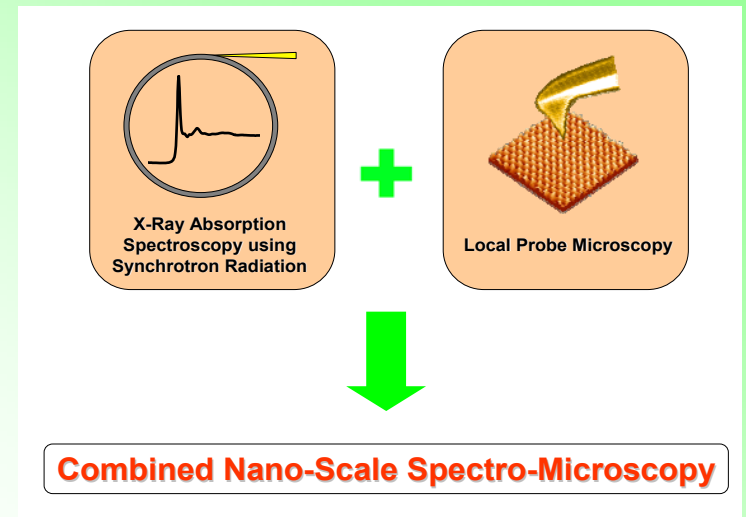 X-Ray Absorption
Spectroscopy using
Synchrotron Radiation
Local Probe Microscopy
Combined Nano-Scale Spectro-Microscopy